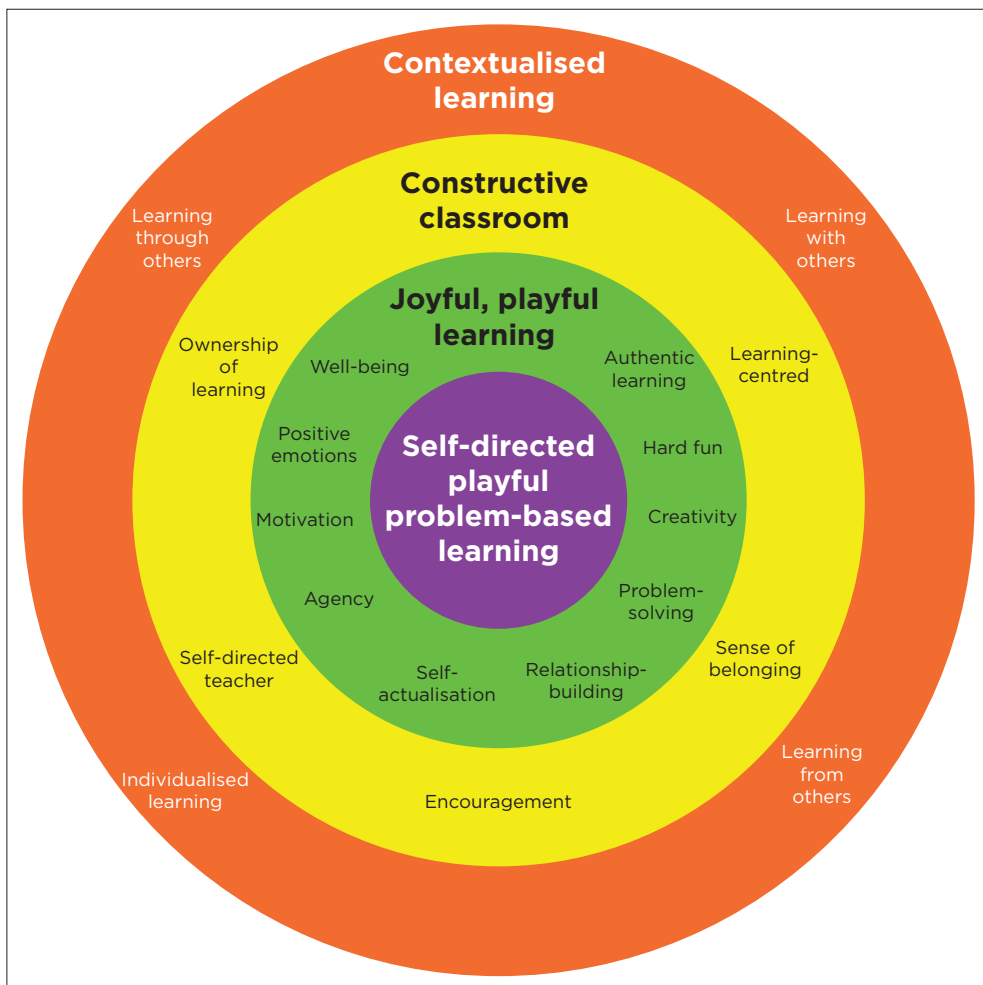 Contextualised
learning
Constructive
classroom
Learning
through
others
Learning
with
others
Joyful, playful
learning
Ownership
of
learning
Well-being
Authentic
learning
Learning-
centred
Positive
emotions
Self-directed
playful
problem-based
learning
Hard fun
Motivation
Creativity
Agency
Problem-
solving
Self-directed
teacher
Self-
actualisation
Relationship-
building
Sense of
belonging
Individualised
learning
Encouragement
Learning
from
others